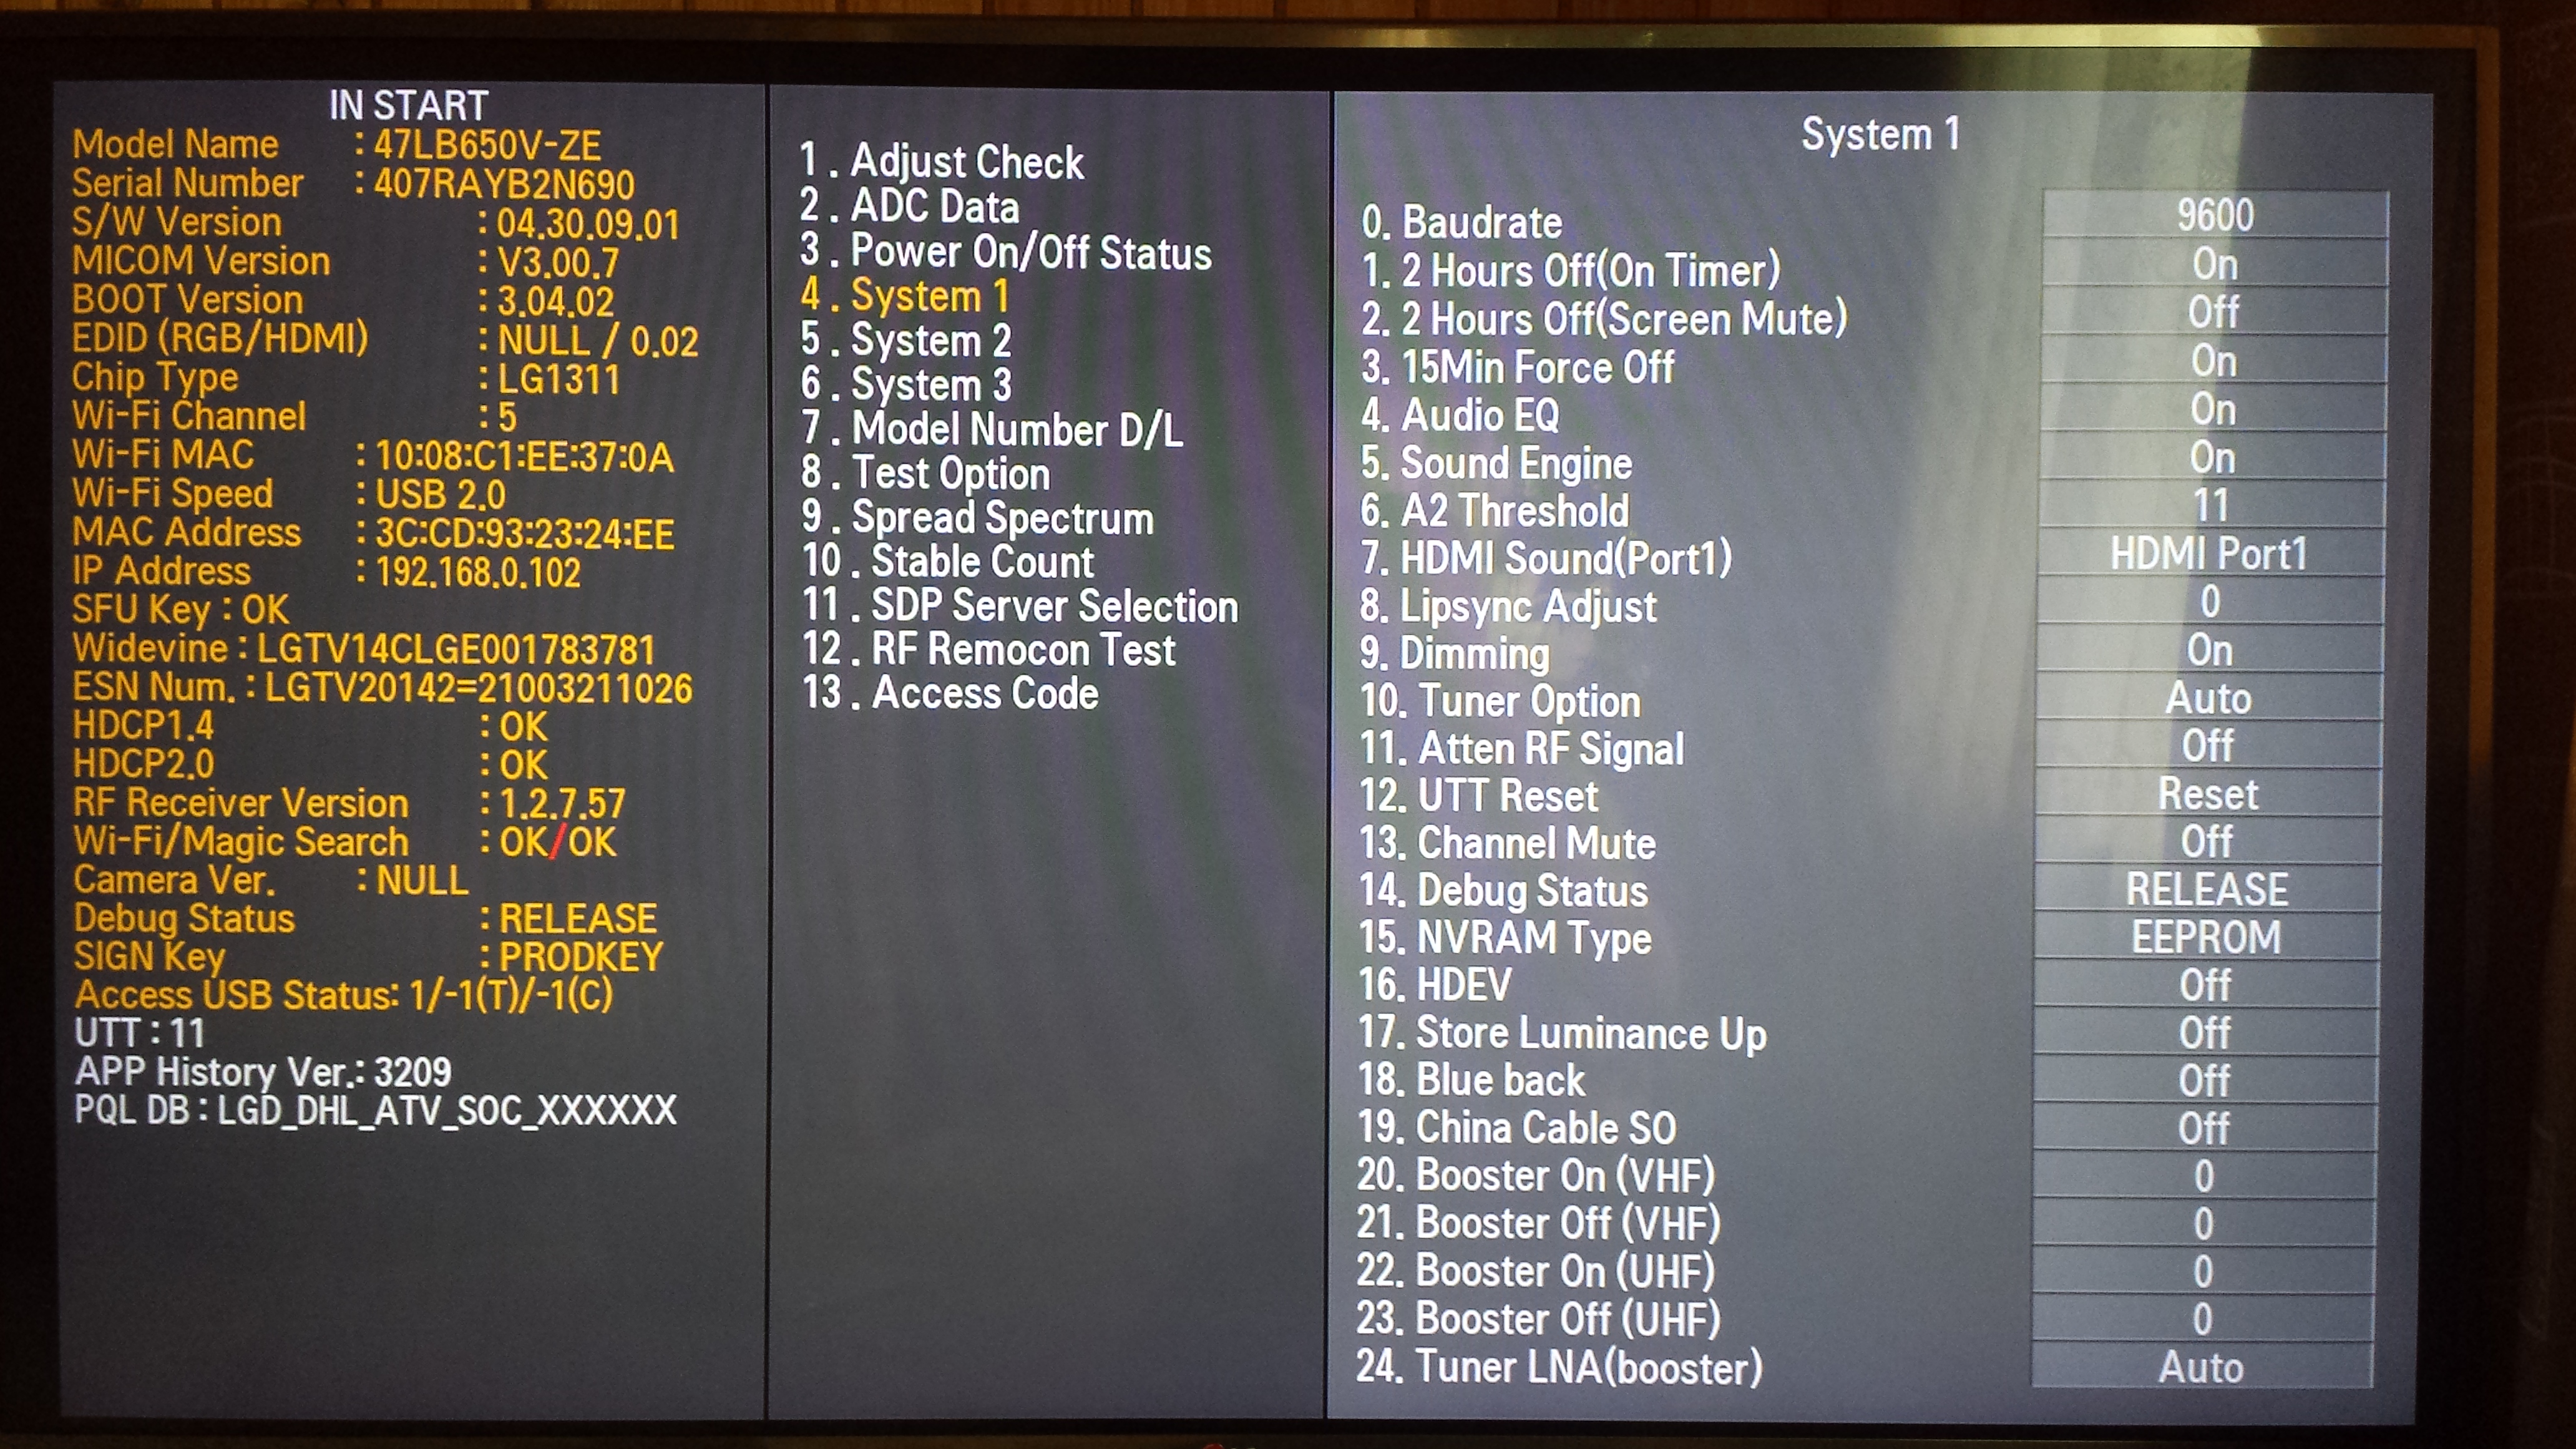 IN START
Model Name : 47LB650V-ZE
Serial Number : 407RAYB2N690
S/W Version : 04.30.09.01
MICOM Version : V3.00.7
BOOT Version : 3.04.02
EDID (RGB/HDMI) : NULL / 0.02
Chip Type : LG1311
Wi-Fi Channel : 5
Wi-Fi MAC : 10:08:C1:EE:37:0A
Wi-Fi Speed : USB 2.0
MAC Address : 3C:CD:93:23:24:EE
IP Address : 192.168.0.102
SFU Key : OK
Widevine : LGTV14CLGE001783781
ESN Num. : LGTV20142=21003211026
HDCP1.4 : OK
HDCP2.0 : OK
RF Receiver Version : 1.2.7.57
Wi-Fi/Magic Search : OK/OK
Camera Ver. : NULL
Debug Status : RELEASE
SIGN Key : PRODKEY
Access USB Status: 1/-1(T)/-1(C)
UTT : 11
APP History Ver.: 3209
PQL DB : LGD_DHL_ATV_SOC_XXXXXX
1 . Adjust Check
2 . ADC Data
3 . Power On/Off Status
4 . System 1
5 . System 2
6 . System 3
7 . Model Number D/L
8 . Test Option
9 . Spread Spectrum
10 . Stable Count
11 . SDP Server Selection
12 . RF Remocon Test
13 . Access Code
System 1
0. Baudrate 9600
1. 2 Hours Off(On Timer) On
2. 2 Hours Off(Screen Mute) Off
3. 15Min Force Off On
4. Audio EQ On
5. Sound Engine On
6. A2 Threshold 11
7. HDMI Sound(Port1) HDMI Port1
8. Lipsync Adjust 0
9. Dimming On
10. Tuner Option Auto
11. Atten RF Signal Off
12. UTT Reset Reset
13. Channel Mute Off
14. Debug Status RELEASE
15. NVRAM Type EEPROM
16. HDEV Off
17. Store Luminance Up Off
18. Blue back Off
19. China Cable SO Off
20. Booster On (VHF) 0
21. Booster Off (VHF) 0
22. Booster On (UHF) 0
23. Booster Off (UHF) 0
24. Tuner LNA(booster) Auto